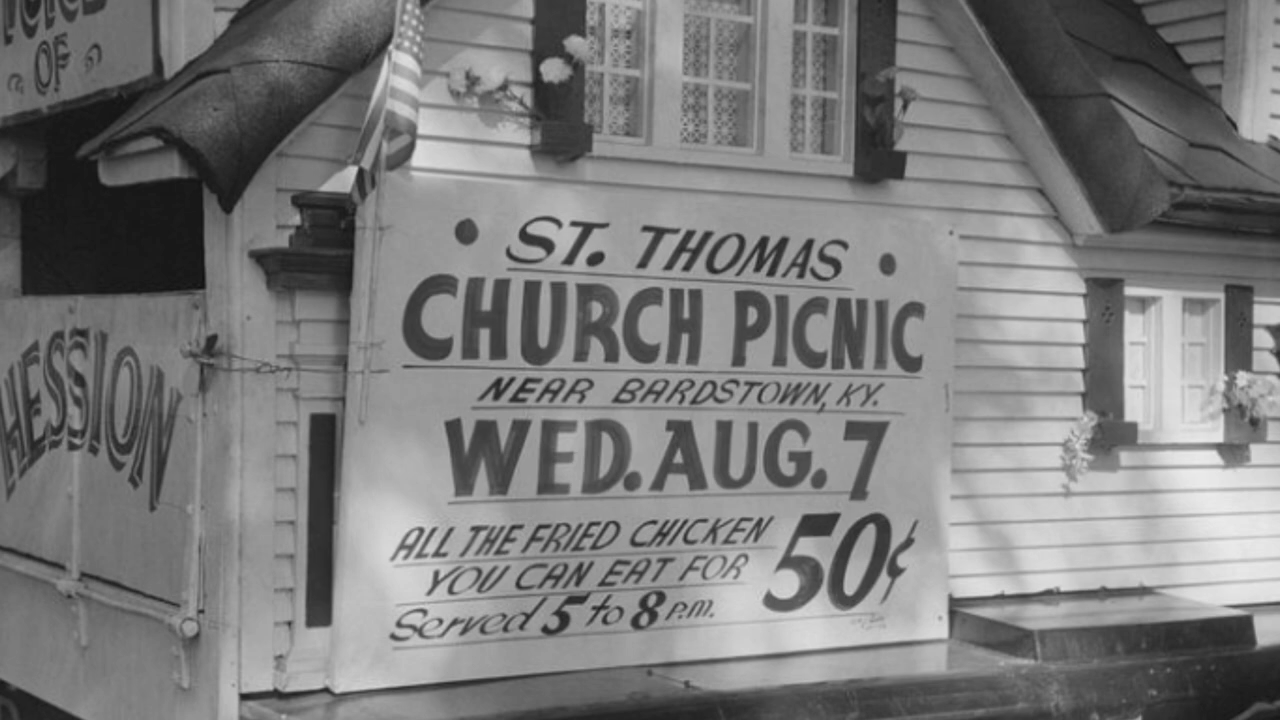 OF
HESSION
ST. THOMAS
CHURCH PICNIC
NEAR BARDSTOWN, KY.
WED. AUG. 7
ALL THE FRIED CHICKEN
YOU CAN EAT FOR
50¢
Served 5 to 8 P.M.